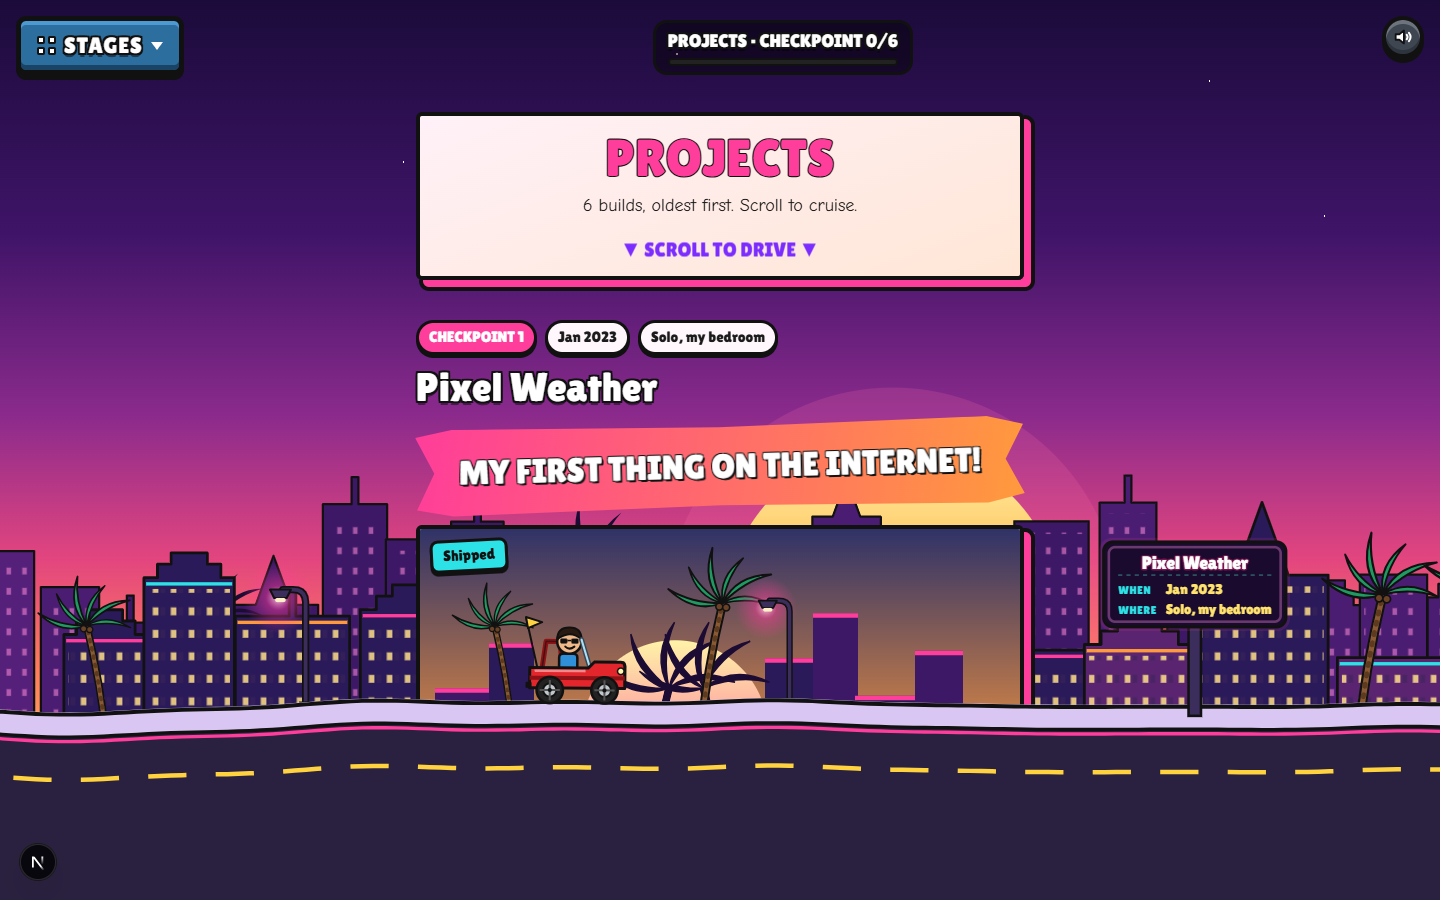 STAGES
PROJECTS · CHECKPOINT 0/6
PROJECTS
6 builds, oldest first. Scroll to cruise.
▼ SCROLL TO DRIVE ▼
CHECKPOINT 1
Jan 2023
Solo, my bedroom
Pixel Weather
MY FIRST THING ON THE INTERNET!
Shipped
Pixel Weather
WHEN Jan 2023
WHERE Solo, my bedroom
N